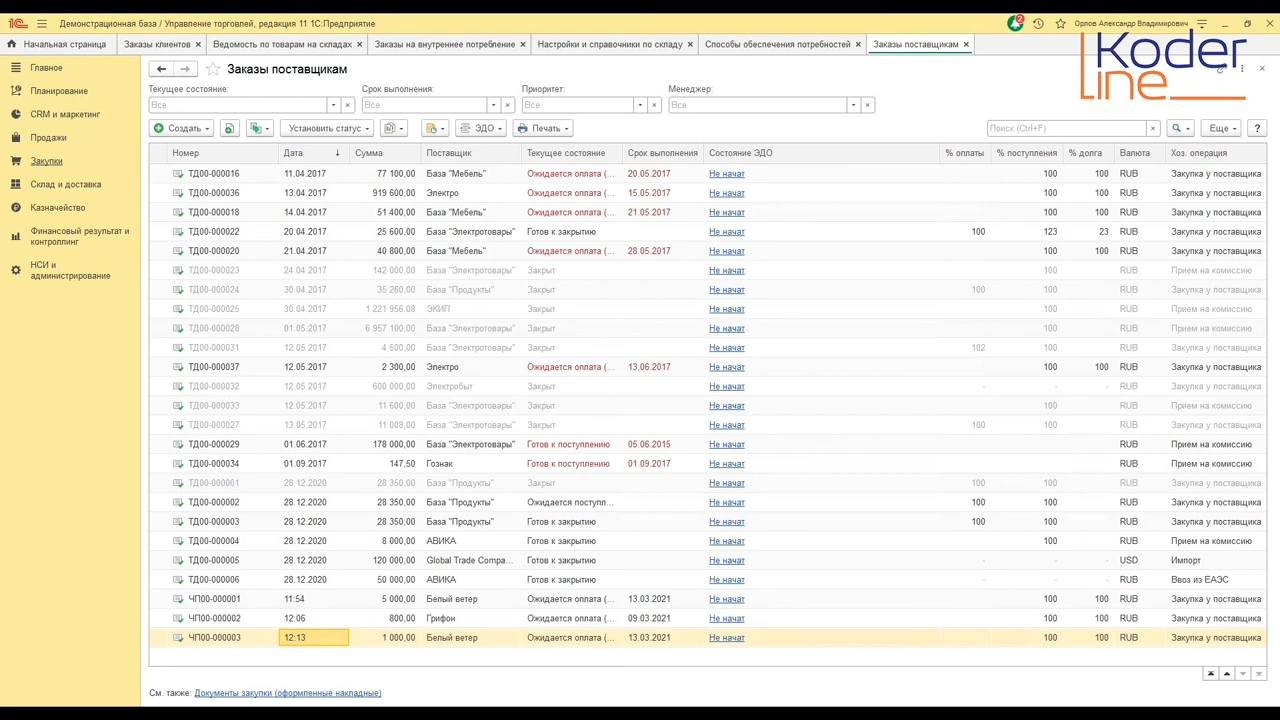 1С Демонстрационная база / Управление торговлей, редакция 11 1С:Предприятие 2 Орлов Александр Владимирович
Начальная страница Заказы клиентов × Ведомость по товарам на складах × Заказы на внутреннее потребление × Настройки и справочники по складу × Способы обеспечения потребностей × Заказы поставщикам ×
Koder
line
Главное
Планирование
CRM и маркетинг
Продажи
Закупки
Склад и доставка
Казначейство
Финансовый результат и
контроллинг
НСИ и
администрирование
Заказы поставщикам
Текущее состояние: Срок выполнения: Приоритет: Менеджер:
Все Все Все Все
Создать Установить статус ЭДО Печать Поиск (Ctrl+F) × Еще ?
Номер Дата ↓ Сумма Поставщик Текущее состояние Срок выполнения Состояние ЭДО % оплаты % поступления % долга Валюта Хоз. операция
ТД00-000016 11.04.2017 77 100,00 База "Мебель" Ожидается оплата (... 20.05.2017 Не начат 100 100 RUB Закупка у поставщика
ТД00-000036 13.04.2017 919 600,00 Электро Ожидается оплата (... 15.05.2017 Не начат 100 100 RUB Закупка у поставщика
ТД00-000018 14.04.2017 51 400,00 База "Мебель" Ожидается оплата (... 21.05.2017 Не начат 100 100 RUB Закупка у поставщика
ТД00-000022 20.04.2017 25 600,00 База "Электротовары" Готов к закрытию Не начат 100 123 23 RUB Закупка у поставщика
ТД00-000020 21.04.2017 40 800,00 База "Мебель" Ожидается оплата (... 28.05.2017 Не начат 100 100 RUB Закупка у поставщика
ТД00-000023 24.04.2017 142 000,00 База "Электротовары" Закрыт Не начат 100 RUB Прием на комиссию
ТД00-000024 30.04.2017 35 260,00 База "Продукты" Закрыт Не начат 100 100 RUB Закупка у поставщика
ТД00-000025 30.04.2017 1 221 956,08 ЭКИП Закрыт Не начат 100 RUB Прием на комиссию
ТД00-000028 01.05.2017 6 957 100,00 База "Электротовары" Закрыт Не начат 100 RUB Прием на комиссию
ТД00-000031 12.05.2017 4 500,00 База "Электротовары" Закрыт Не начат 102 100 RUB Закупка у поставщика
ТД00-000037 12.05.2017 2 300,00 Электро Ожидается оплата (... 13.06.2017 Не начат 100 100 RUB Закупка у поставщика
ТД00-000032 12.05.2017 600 000,00 Электробыт Закрыт Не начат - - - RUB Закупка у поставщика
ТД00-000033 12.05.2017 11 600,00 База "Электротовары" Закрыт Не начат 100 RUB Прием на комиссию
ТД00-000027 13.05.2017 11 008,00 База "Электротовары" Закрыт Не начат 100 100 RUB Закупка у поставщика
ТД00-000029 01.06.2017 178 000,00 База "Электротовары" Готов к поступлению 05.06.2015 Не начат RUB Прием на комиссию
ТД00-000034 01.09.2017 147,50 Гознак Готов к поступлению 01.09.2017 Не начат RUB Закупка у поставщика
ТД00-000001 28.12.2020 28 350,00 База "Продукты" Закрыт Не начат 100 100 RUB Закупка у поставщика
ТД00-000002 28.12.2020 28 350,00 База "Продукты" Ожидается поступл... Не начат 100 100 RUB Закупка у поставщика
ТД00-000003 28.12.2020 28 350,00 База "Продукты" Готов к закрытию Не начат 100 100 RUB Закупка у поставщика
ТД00-000004 28.12.2020 8 000,00 АВИКА Готов к закрытию Не начат 100 RUB Прием на комиссию
ТД00-000005 28.12.2020 120 000,00 Global Trade Compa... Готов к закрытию Не начат - - - USD Импорт
ТД00-000006 28.12.2020 50 000,00 АВИКА Готов к закрытию Не начат - - - RUB Ввоз из ЕАЭС
ЧП00-000001 11:54 5 000,00 Белый ветер Ожидается оплата (... 13.03.2021 Не начат 100 100 RUB Закупка у поставщика
ЧП00-000002 12:06 800,00 Грифон Ожидается оплата (... 09.03.2021 Не начат 100 100 RUB Закупка у поставщика
ЧП00-000003 12:13 1 000,00 Белый ветер Ожидается оплата (... 13.03.2021 Не начат 100 100 RUB Закупка у поставщика
См. также: Документы закупки (оформленные накладные)